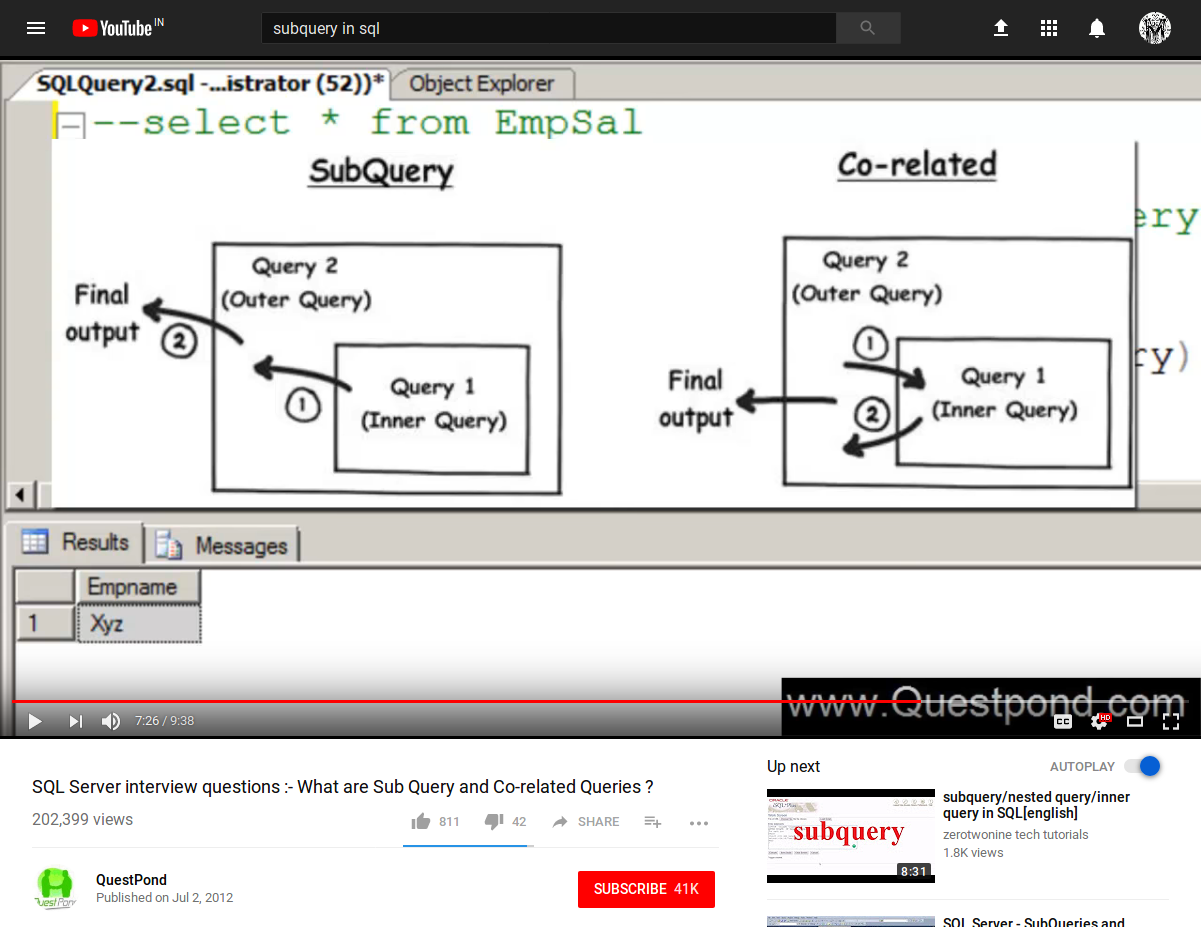 YouTube IN
subquery in sql
SQLQuery2.sql -...istrator (52))*
Object Explorer
--select * from EmpSal
SubQuery
Co-related
ery
Query 2
(Outer Query)
Final
output
2
1
Query 1
(Inner Query)
Query 2
(Outer Query)
1
Query 1
(Inner Query)
2
Final
output
ry)
Results
Messages
Empname
1
Xyz
www.Questpond.com
7:26 / 9:38
CC
HD
SQL Server interview questions :- What are Sub Query and Co-related Queries ?
202,399 views
811
42
SHARE
QuestPond
Published on Jul 2, 2012
SUBSCRIBE 41K
Up next
AUTOPLAY
subquery
8:31
subquery/nested query/inner
query in SQL[english]
zerotwonine tech tutorials
1.8K views
SQL Server - SubQueries and